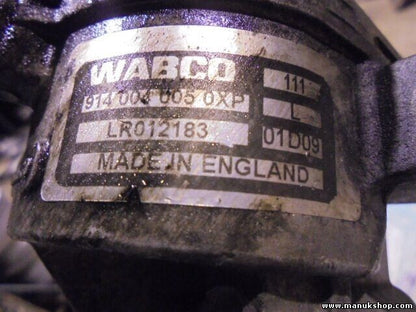 WABCO 111
914 004 005 0XP L
LR012183 01D09
MADE IN ENGLAND
www.manukshop.com